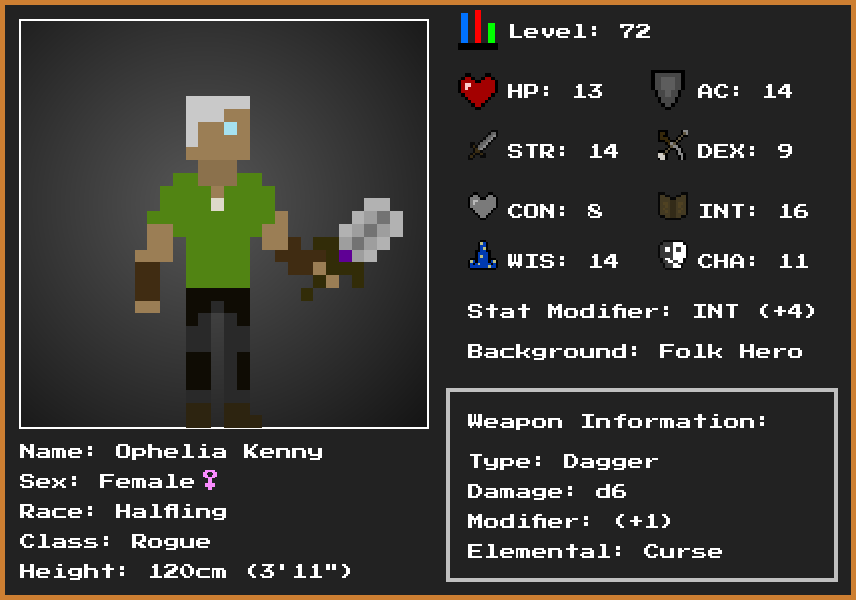 Level: 72
HP: 13
AC: 14
STR: 14
DEX: 9
CON: 8
INT: 16
WIS: 14
CHA: 11
Stat Modifier: INT (+4)
Background: Folk Hero
Weapon Information:
Type: Dagger
Damage: d6
Modifier: (+1)
Elemental: Curse
Name: Ophelia Kenny
Sex: Female♀
Race: Halfling
Class: Rogue
Height: 120cm (3'11")